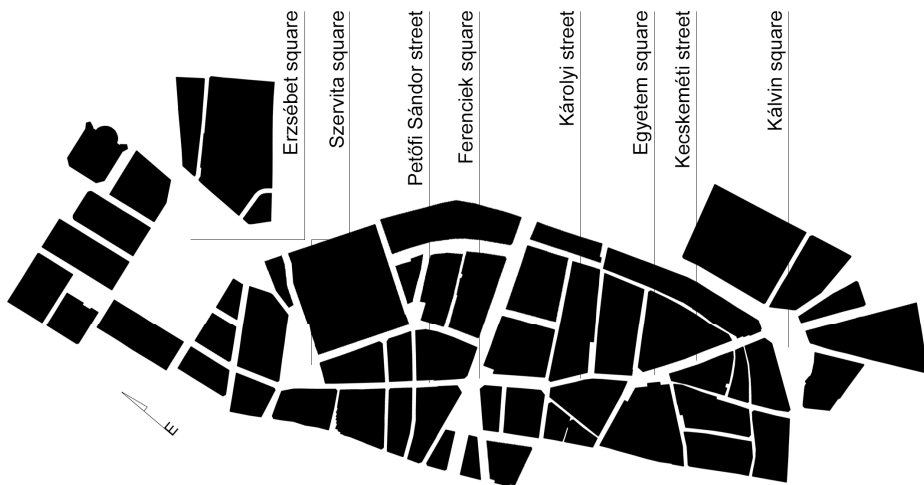 Erzsébet square
Szervita square
Petőfi Sándor street
Ferenciek square
Károlyi street
Egyetem square
Kecskeméti street
Kálvin square
É